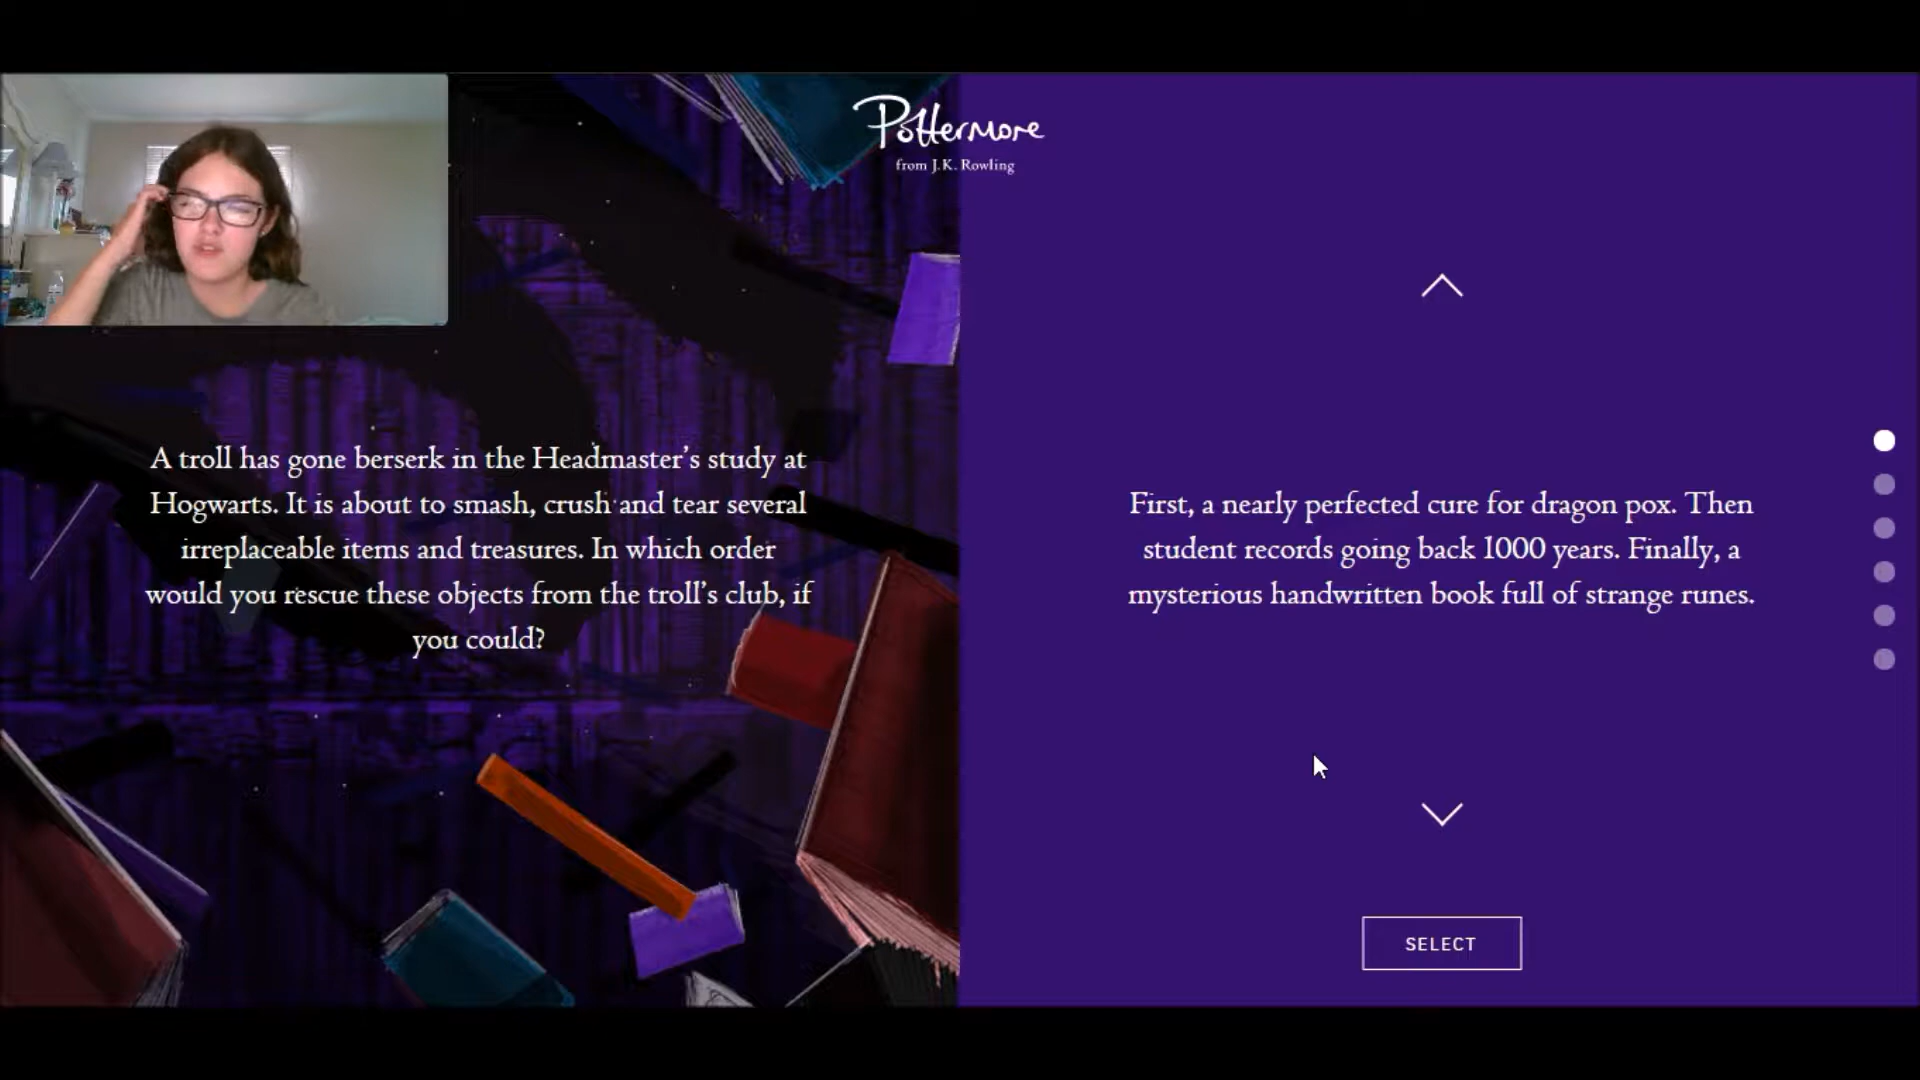 Pottermore
from J.K. Rowling
A troll has gone berserk in the Headmaster’s study at
Hogwarts. It is about to smash, crush and tear several
irreplaceable items and treasures. In which order
would you rescue these objects from the troll’s club, if
you could?
First, a nearly perfected cure for dragon pox. Then
student records going back 1000 years. Finally, a
mysterious handwritten book full of strange runes.
SELECT